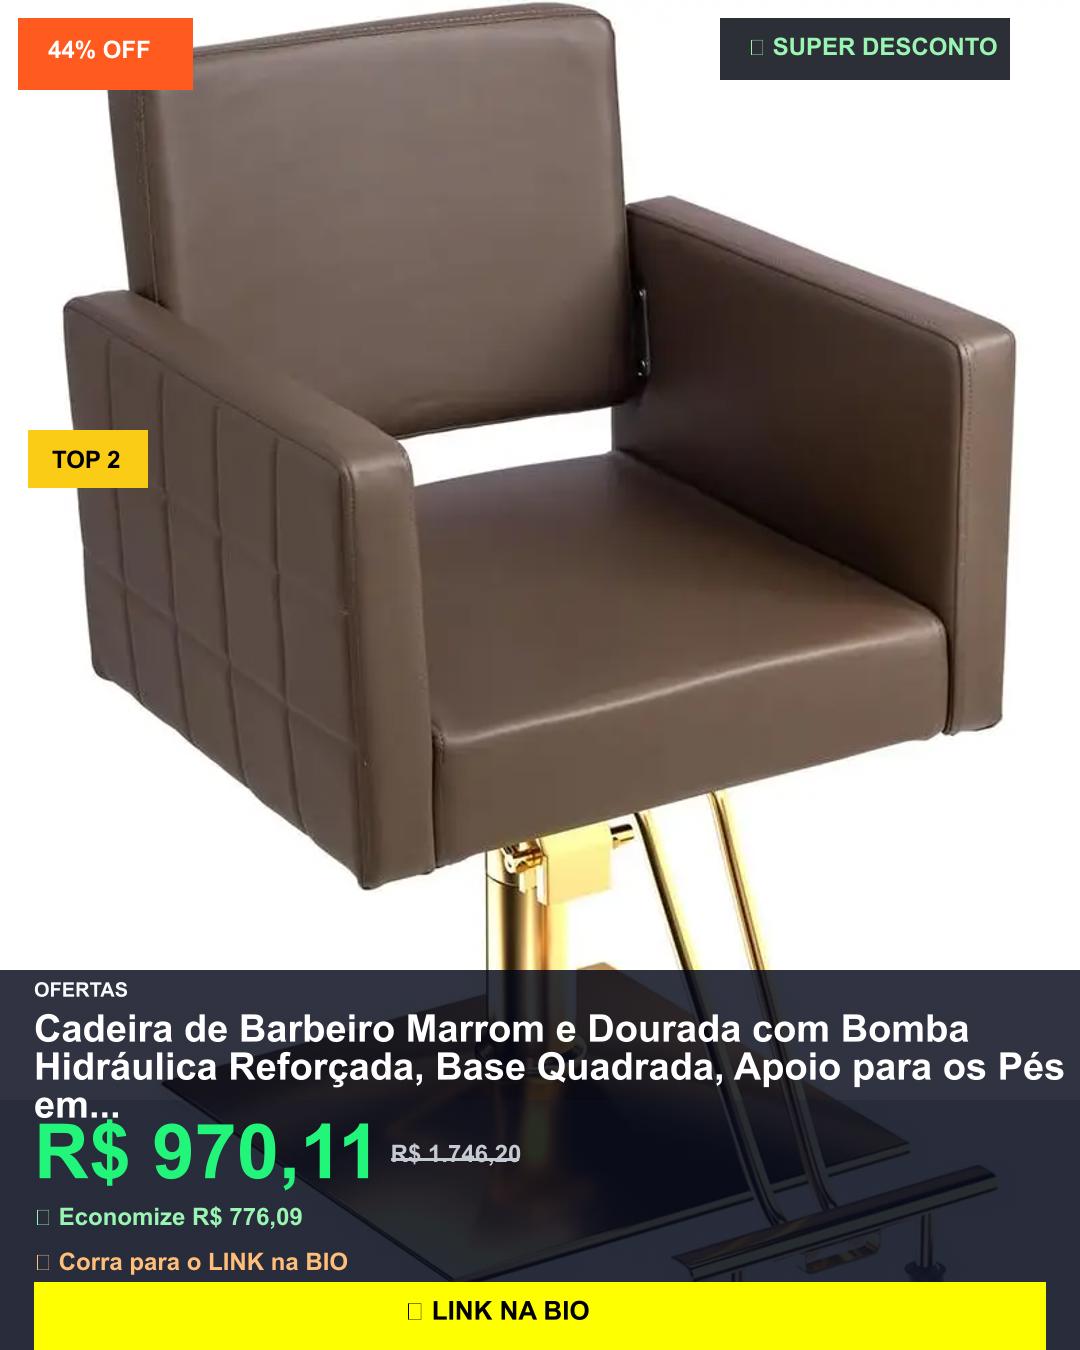 44% OFF
SUPER DESCONTO
TOP 2
OFERTAS
Cadeira de Barbeiro Marrom e Dourada com Bomba
Hidráulica Reforçada, Base Quadrada, Apoio para os Pés
em...
R$ 970,11 R$ 1.746,20
Economize R$ 776,09
Corra para o LINK na BIO
LINK NA BIO